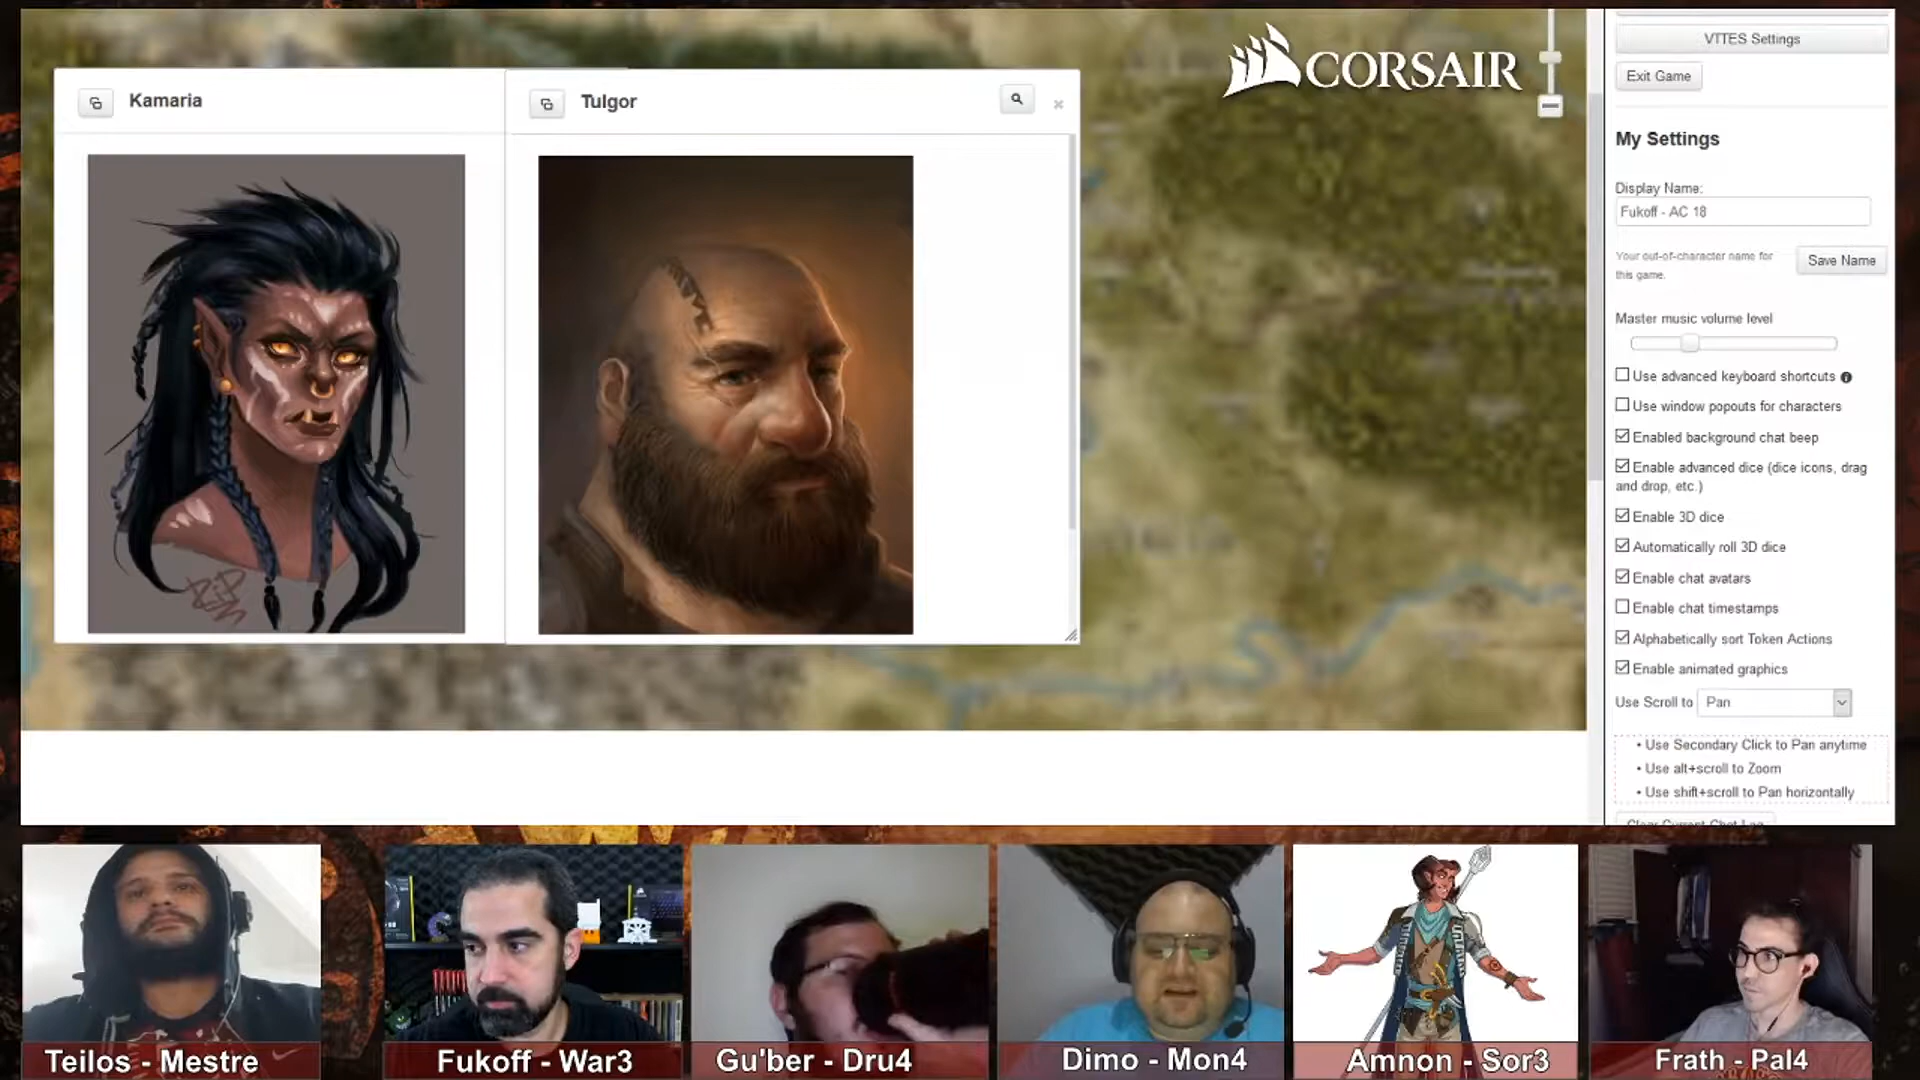 CORSAIR
Kamaria
Tulgor
VTTES Settings
Exit Game
My Settings
Display Name:
Fukoff - AC 18
Your out-of-character name for
this game.
Save Name
Master music volume level
Use advanced keyboard shortcuts
Use window popouts for characters
Enabled background chat beep
Enable advanced dice (dice icons, drag
and drop, etc.)
Enable 3D dice
Automatically roll 3D dice
Enable chat avatars
Enable chat timestamps
Alphabetically sort Token Actions
Enable animated graphics
Use Scroll to Pan
• Use Secondary Click to Pan anytime
• Use alt+scroll to Zoom
• Use shift+scroll to Pan horizontally
Clear Current Chat Log
Teilos - Mestre
Fukoff - War3
Gu'ber - Dru4
Dimo - Mon4
Amnon - Sor3
Frath - Pal4